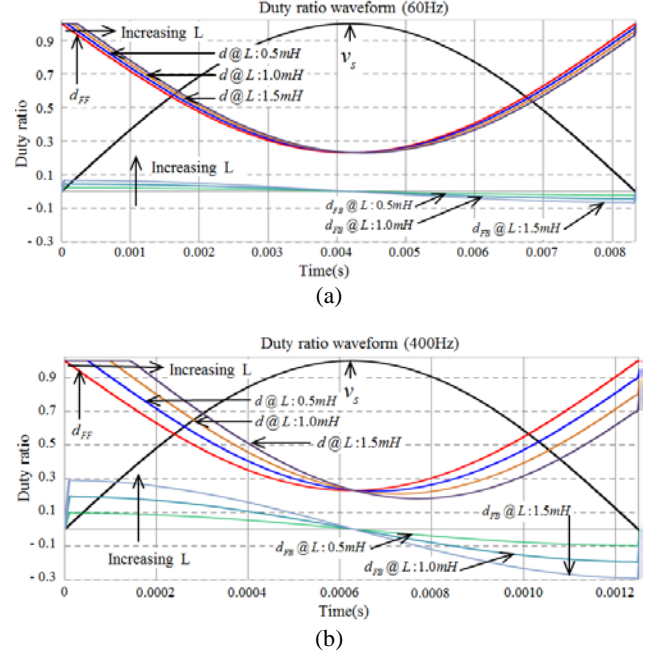 Duty ratio waveform (60Hz)
Increasing L
d@L:0.5mH
d@L:1.0mH
d@L:1.5mH
d_FF
v_s
Increasing L
d_FB@L:0.5mH
d_FB@L:1.0mH
d_FB@L:1.5mH
Duty ratio
0.9
0.7
0.5
0.3
0.1
- 0.1
- 0.3
0 0.001 0.002 0.003 0.004 0.005 0.006 0.007 0.008
Time(s)
(a)
Duty ratio waveform (400Hz)
Increasing L
d@L:0.5mH
d@L:1.0mH
d@L:1.5mH
d_FF
v_s
Increasing L
d_FB@L:1.5mH
d_FB@L:0.5mH
d_FB@L:1.0mH
Duty ratio
0.9
0.7
0.5
0.3
0.1
- 0.1
- 0.3
0 0.0002 0.0004 0.0006 0.0008 0.0010 0.0012
Time(s)
(b)